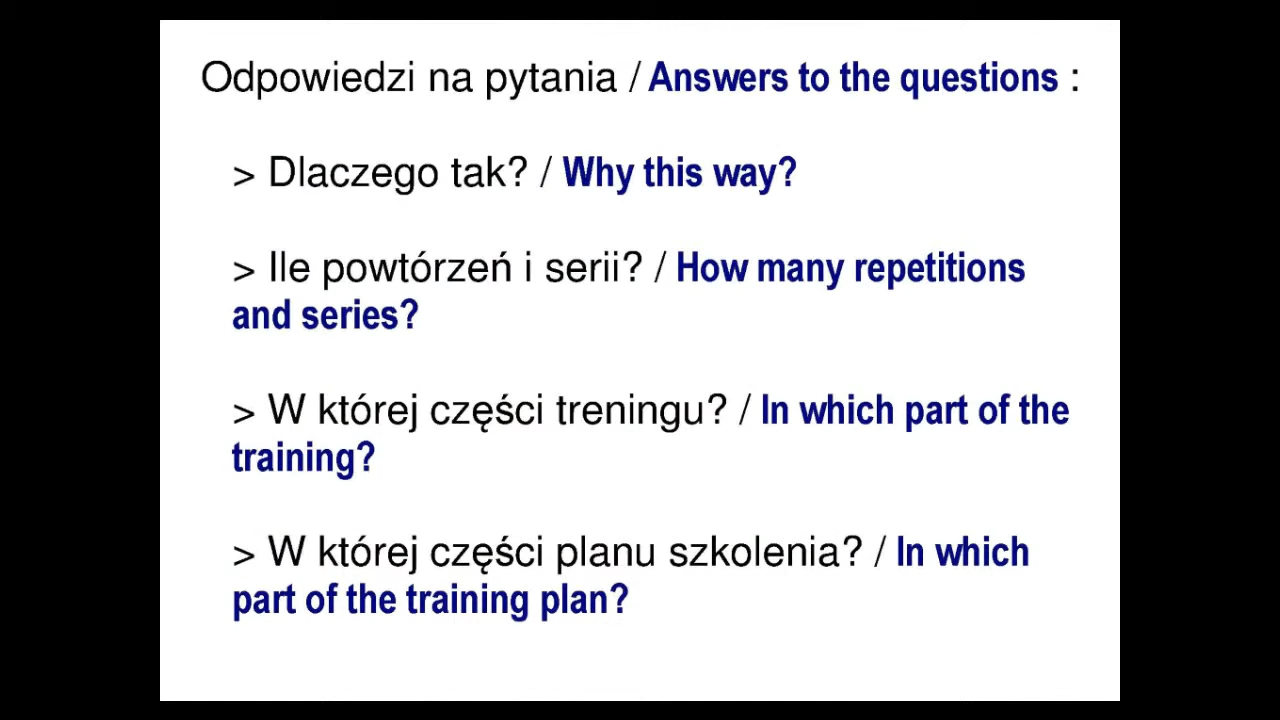 Odpowiedzi na pytania / Answers to the questions :
> Dlaczego tak? / Why this way?
> Ile powtórzeń i serii? / How many repetitions
and series?
> W której części treningu? / In which part of the
training?
> W której części planu szkolenia? / In which
part of the training plan?